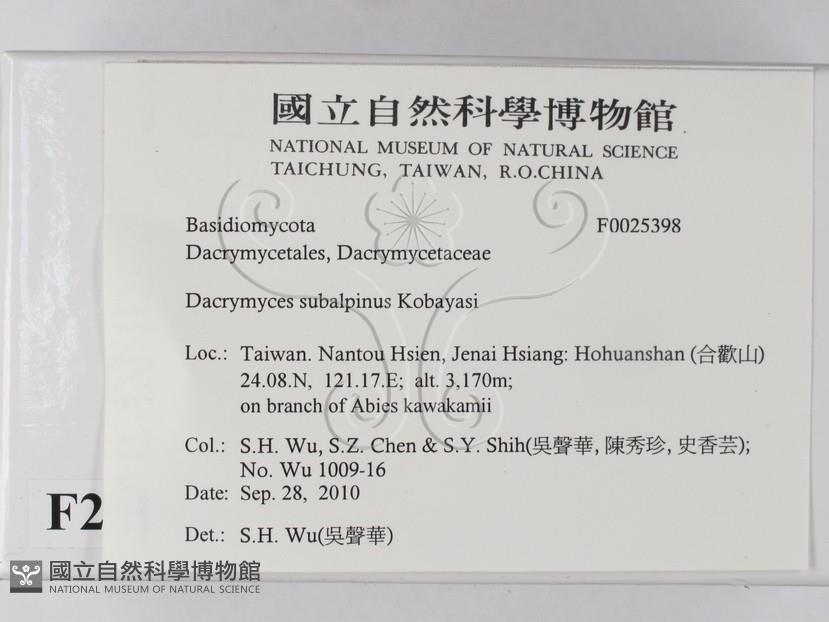 國立自然科學博物館
NATIONAL MUSEUM OF NATURAL SCIENCE
TAICHUNG, TAIWAN, R.O.CHINA
Basidiomycota F0025398
Dacrymycetales, Dacrymycetaceae
Dacrymyces subalpinus Kobayasi
Loc.: Taiwan. Nantou Hsien, Jenai Hsiang: Hohuanshan (合歡山)
24.08.N, 121.17.E; alt. 3,170m;
on branch of Abies kawakamii
Col.: S.H. Wu, S.Z. Chen & S.Y. Shih(吳聲華, 陳秀珍, 史香芸);
No. Wu 1009-16
Date: Sep. 28, 2010
Det.: S.H. Wu(吳聲華)
F2
國立自然科學博物館
NATIONAL MUSEUM OF NATURAL SCIENCE